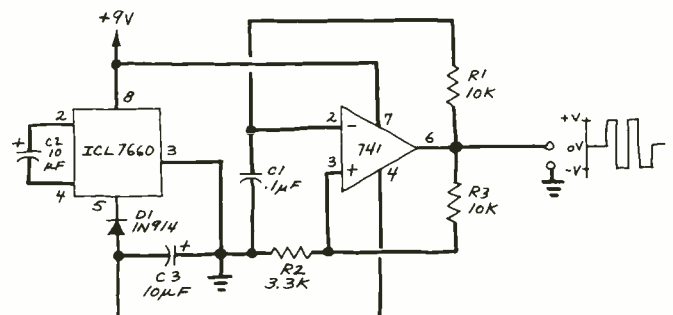 +9V
8
2
+
C2
10
µF
ICL7660
3
4
5
D1
1N914
+
C3
10µF
C1
.1µF
R2
3.3K
2
-
7
741
6
3
+
4
R1
10K
R3
10K
+V
0V
-V